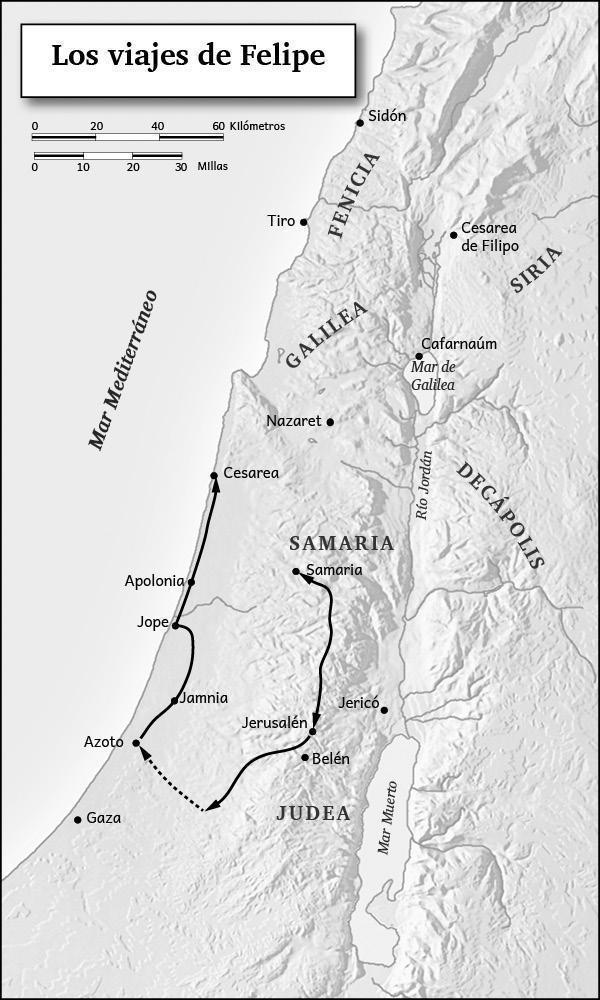 Los viajes de Felipe
0 20 40 60 Kilómetros
0 10 20 30 Millas
Sidón
FENICIA
Tiro
Cesarea
de Filipo
SIRIA
Mar Mediterráneo
GALILEA
Cafarnaúm
Mar de
Galilea
Nazaret
Río Jordán
DECÁPOLIS
Cesarea
SAMARIA
Samaria
Apolonia
Jope
Jamnia
Jericó
Jerusalén
Azoto
Belén
Mar Muerto
JUDEA
Gaza